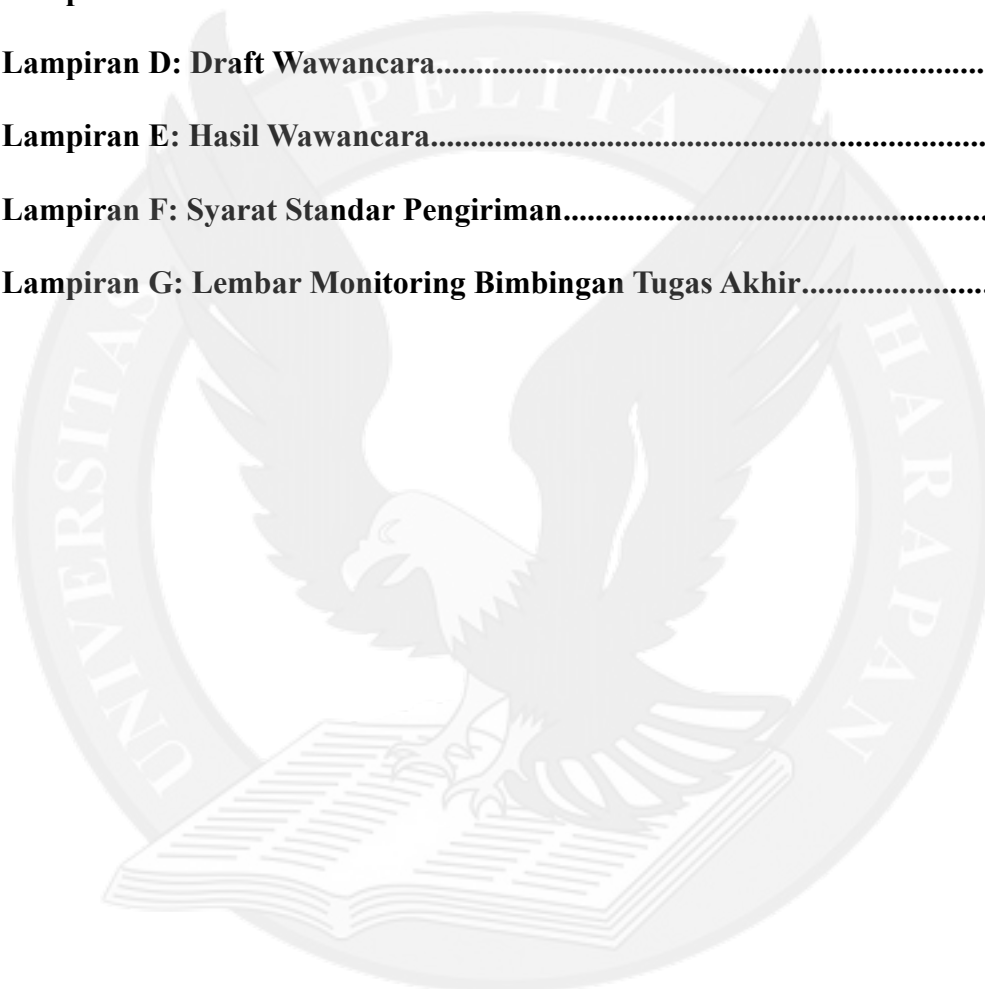 Lampiran D: Draft Wawancara......................................................................
Lampiran E: Hasil Wawancara......................................................................
Lampiran F: Syarat Standar Pengiriman.....................................................
Lampiran G: Lembar Monitoring Bimbingan Tugas Akhir.......................
UNIVERSITAS PELITA HARAPAN